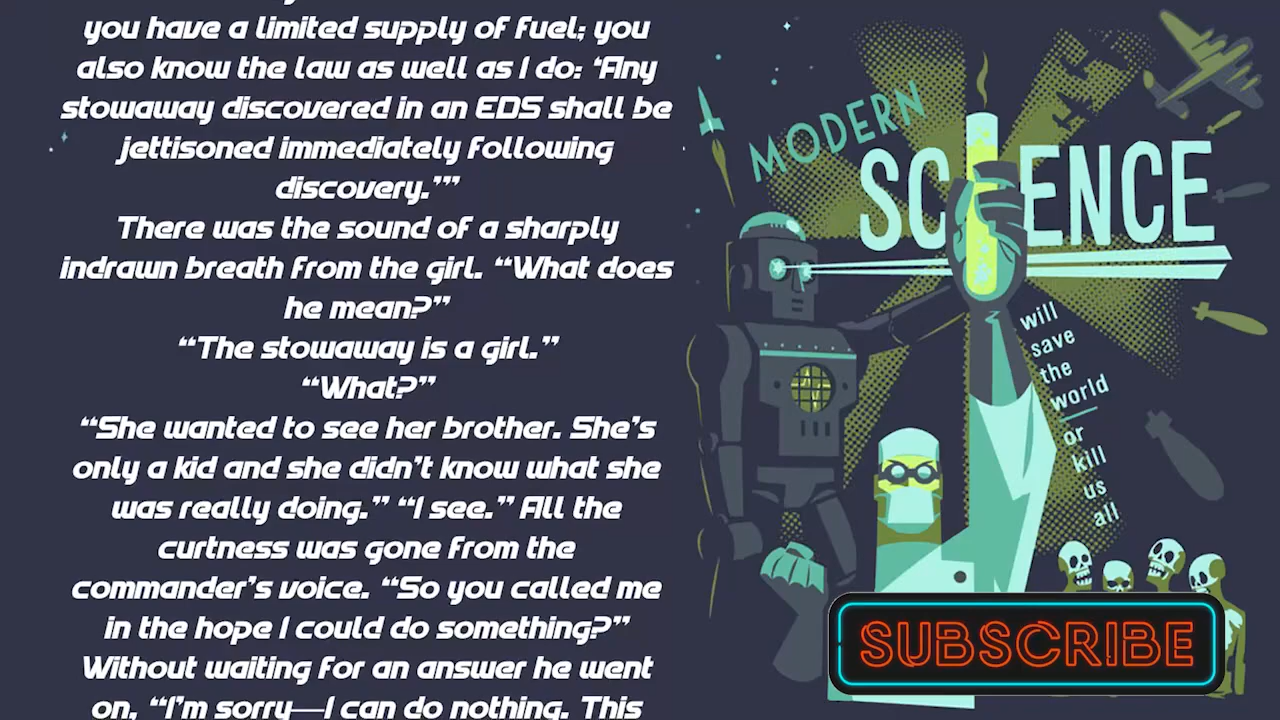 you have a limited supply of fuel; you
also know the law as well as I do: ‘Any
stowaway discovered in an EDS shall be
jettisoned immediately following
discovery.’”
There was the sound of a sharply
indrawn breath from the girl. “What does
he mean?”
“The stowaway is a girl.”
“What?”
“She wanted to see her brother. She’s
only a kid and she didn’t know what she
was really doing.” “I see.” All the
curtness was gone from the
commander’s voice. “So you called me
in the hope I could do something?”
Without waiting for an answer he went
on, “I’m sorry—I can do nothing. This
MODERN
SCIENCE
will
save
the
world
or
kill
us
all
SUBSCRIBE